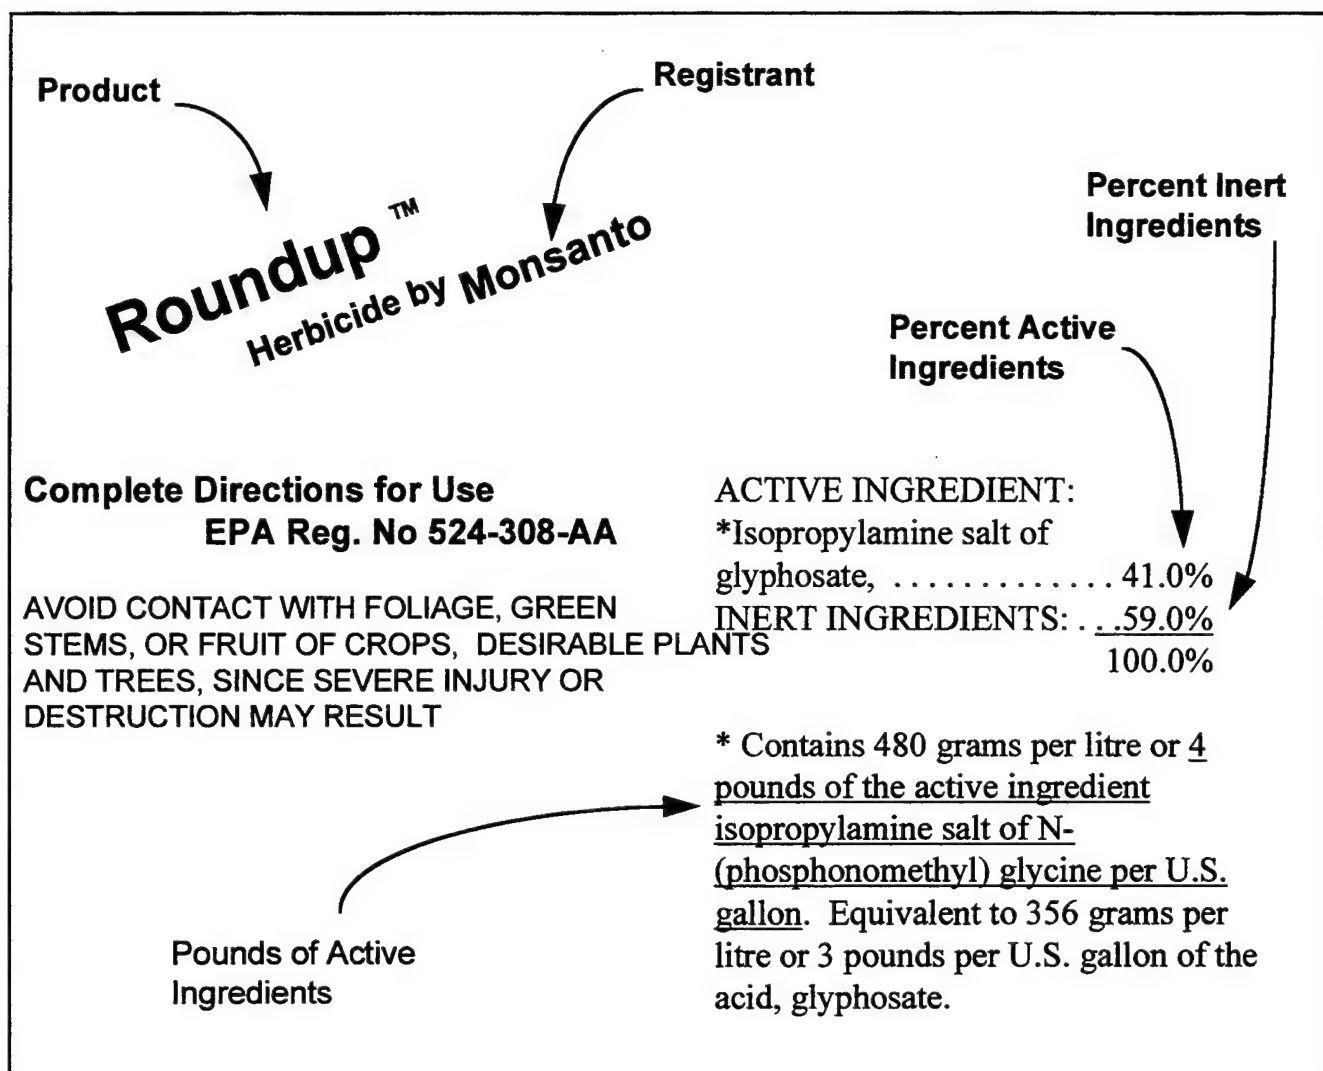 Product
Registrant
Percent Inert
Ingredients
Roundup ™
Herbicide by Monsanto
Percent Active
Ingredients
Complete Directions for Use
EPA Reg. No 524-308-AA
AVOID CONTACT WITH FOLIAGE, GREEN
STEMS, OR FRUIT OF CROPS, DESIRABLE PLANTS
AND TREES, SINCE SEVERE INJURY OR
DESTRUCTION MAY RESULT
ACTIVE INGREDIENT:
*Isopropylamine salt of
glyphosate, . . . . . . . . . . . . . 41.0%
INERT INGREDIENTS: . . .59.0%
100.0%
* Contains 480 grams per litre or 4
pounds of the active ingredient
isopropylamine salt of N-
(phosphonomethyl) glycine per U.S.
gallon. Equivalent to 356 grams per
litre or 3 pounds per U.S. gallon of the
acid, glyphosate.
Pounds of Active
Ingredients